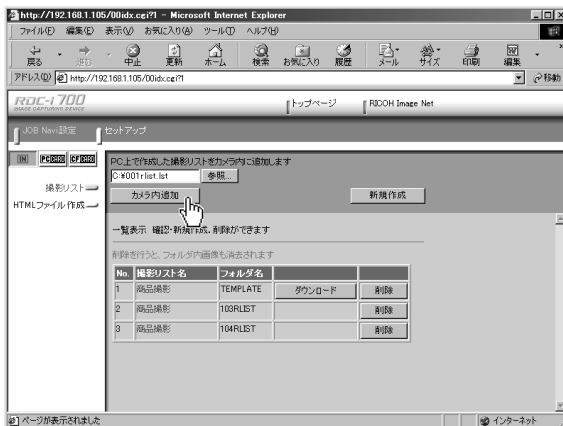 http://192.168.1.105/00idx.cgi?1 - Microsoft Internet Explorer
ファイル(F) 編集(E) 表示(V) お気に入り(A) ツール(T) ヘルプ(H)
戻る 進む 中止 更新 ホーム 検索 お気に入り 履歴 メール サイズ 印刷 編集
アドレス(D) http://192.168.1.105/00idx.cgi?1 移動
RDC-i 700
IMAGE CAPTURING DEVICE
トップページ RICOH Image Net
JOB Navi設定 セットアップ
IN PC CF
PC上で作成した撮影リストをカメラ内に追加します
C:¥001rlist.lst 参照...
撮影リスト
カメラ内追加 新規作成
HTMLファイル作成
一覧表示 確認・新規作成、削除ができます
削除を行うと、フォルダ内画像も消去されます
No. 撮影リスト名 フォルダ名
1 商品撮影 TEMPLATE ダウンロード 削除
2 商品撮影 103RLIST 削除
3 商品撮影 104RLIST 削除
ページが表示されました インターネット